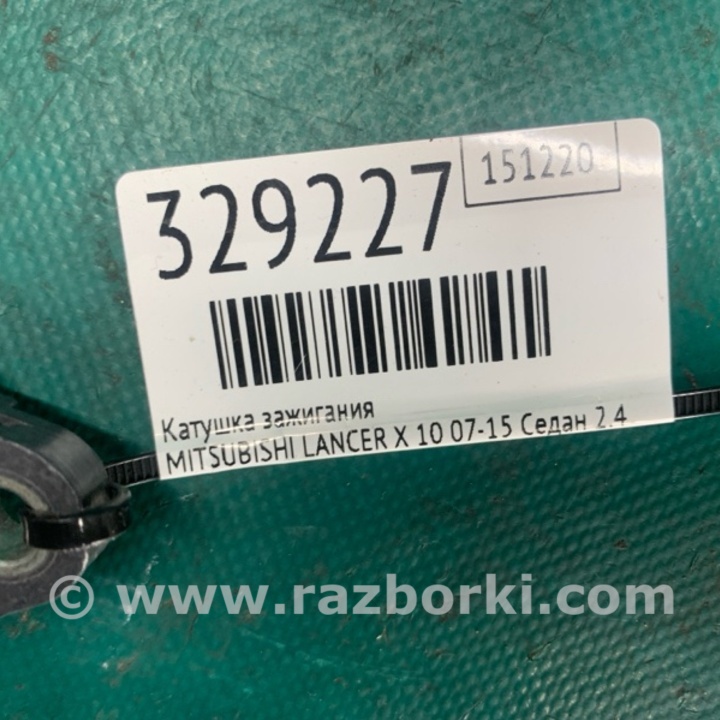 329227
151220
Катушка зажигания
MITSUBISHI LANCER X 10 07-15 Седан 2.4
© www.razborki.com